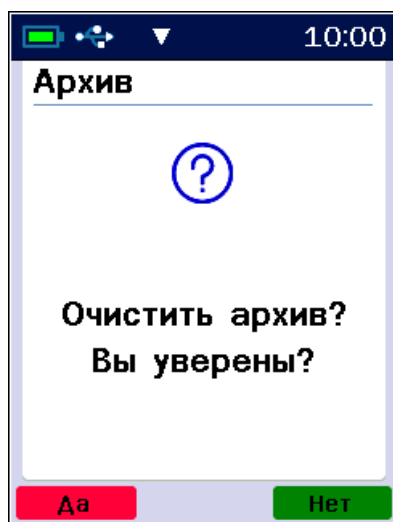 10:00
Архив
Очистить архив?
Вы уверены?
Да
Нет